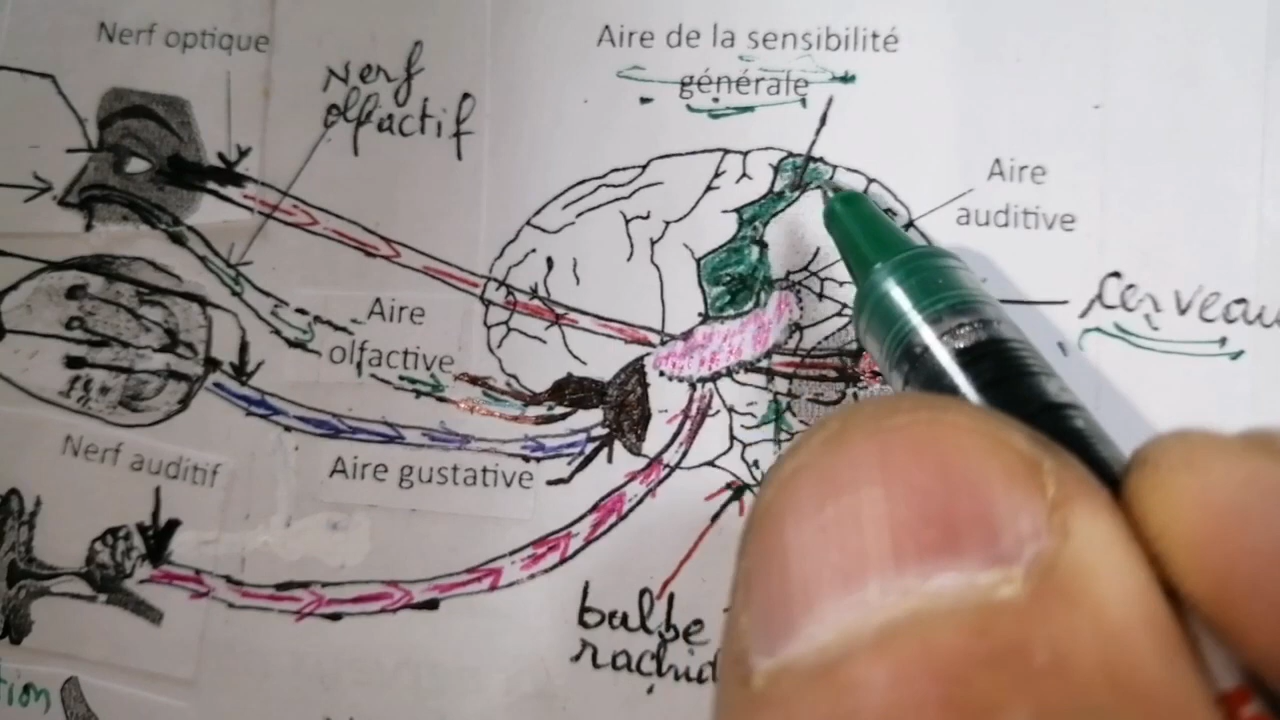 Nerf optique
Nerf
olfactif
Aire de la sensibilité
générale
Aire
auditive
Cerveau
Aire
olfactive
Nerf auditif
Aire gustative
bulbe
rachid
tion